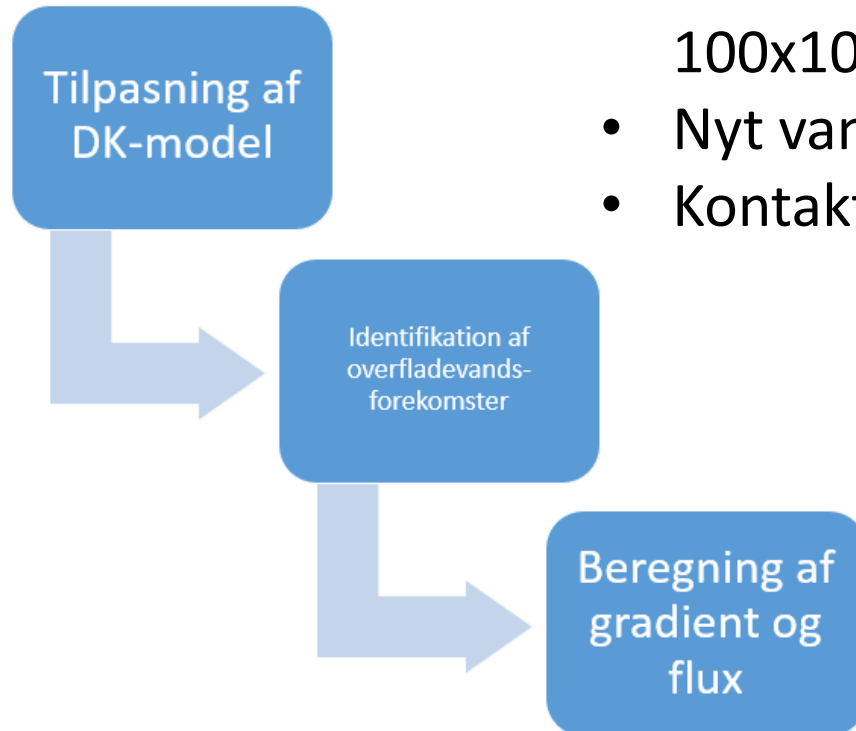 Tilpasning af
DK-model
100x10
• Nyt
•
Identifikation af
overfladevands-
forekomster
Beregning af
gradient og
flux